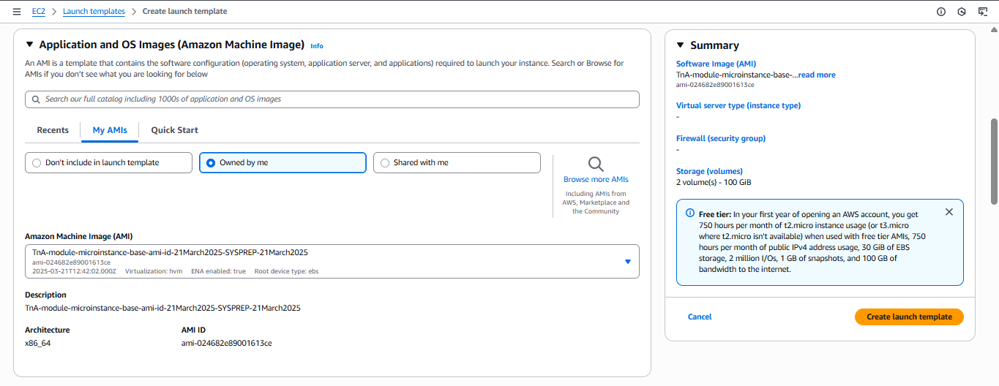 EC2 > Launch templates > Create launch template
Application and OS Images (Amazon Machine Image) Info
An AMI is a template that contains the software configuration (operating system, application server, and applications) required to launch your instance. Search or Browse for
AMIs if you don't see what you are looking for below
Search our full catalog including 1000s of application and OS images
Recents
My AMIs
Quick Start
Don't include in launch template
Owned by me
Shared with me
Browse more AMIs
Including AMIs from
AWS, Marketplace and
the Community
Amazon Machine Image (AMI)
TnA-module-microinstance-base-ami-id-21March2025-SYSPREP-21March2025
ami-024682e89001613ce
2025-03-21T12:42:02.000Z Virtualization: hvm ENA enabled: true Root device type: ebs
Description
TnA-module-microinstance-base-ami-id-21March2025-SYSPREP-21March2025
Architecture
x86_64
AMI ID
ami-024682e89001613ce
Summary
Software Image (AMI)
TnA-module-microinstance-base-...read more
ami-024682e89001613ce
Virtual server type (instance type)
-
Firewall (security group)
-
Storage (volumes)
2 volume(s) - 100 GiB
Free tier: In your first year of opening an AWS account, you get
750 hours per month of t2.micro instance usage (or t3.micro
where t2.micro isn't available) when used with free tier AMIs, 750
hours per month of public IPv4 address usage, 30 GiB of EBS
storage, 2 million I/Os, 1 GB of snapshots, and 100 GB of
bandwidth to the internet.
Cancel
Create launch template